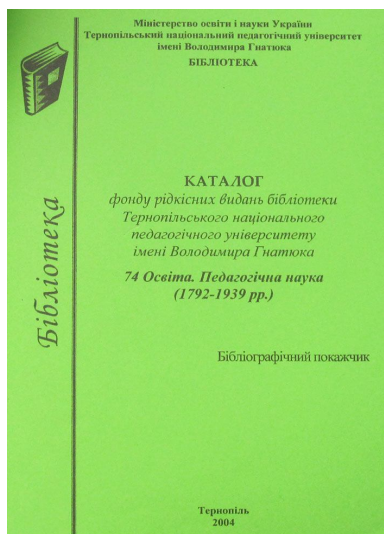 Міністерство освіти і науки України
Тернопільський національний педагогічний університет
імені Володимира Гнатюка
БІБЛІОТЕКА
КАТАЛОГ
фонду рідкісних видань бібліотеки
Тернопільського національного
педагогічного університету
імені Володимира Гнатюка
74 Освіта. Педагогічна наука
(1792-1939 рр.)
Бібліографічний покажчик
Бібліотека
Тернопіль
2004